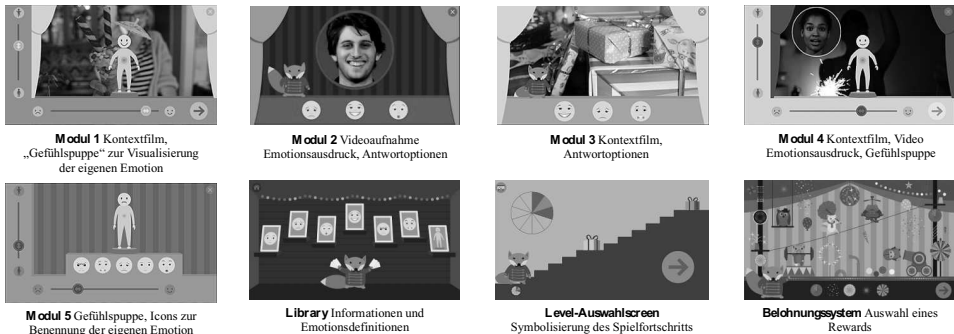 Modul 1 Kontextfilm,
„Gefühlspuppe“ zur Visualisierung
der eigenen Emotion
Modul 2 Videoaufnahme
Emotionsausdruck, Antwortoptionen
Modul 3 Kontextfilm,
Antwortoptionen
Modul 4 Kontextfilm, Video
Emotionsausdruck, Gefühlspuppe
Modul 5 Gefühlspuppe, Icons zur
Benennung der eigenen Emotion
Library Informationen und
Emotionsdefinitionen
Level-Auswahlscreen
Symbolisierung des Spielfortschritts
Belohnungssystem Auswahl eines
Rewards